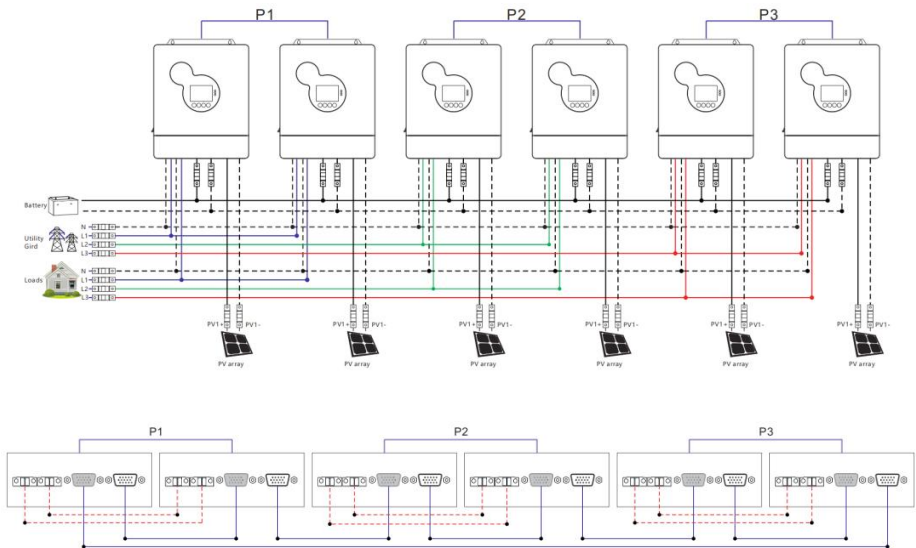 P1 P2 P3
Battery
N
L1
L2
L3
Utility
Gird
N
L1
L2
L3
Loads
PV1+ PV1- PV1+ PV1- PV1+ PV1- PV1+ PV1- PV1+ PV1- PV1+ PV1-
PV array PV array PV array PV array PV array PV array
P1 P2 P3